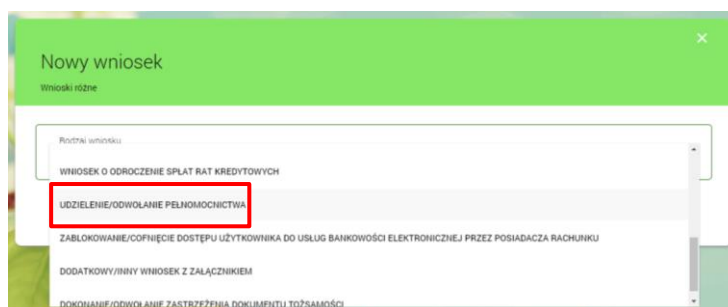 Nowy wniosek
Wnioski różne
Rodzaj wniosku
WNIOSEK O ODROCZENIE SPŁAT RAT KREDYTOWYCH
UDZIELENIE/ODWOŁANIE PEŁNOMOCNICTWA
ZABLOKOWANIE/COFNIĘCIE DOSTĘPU UŻYTKOWNIKA DO USŁUG BANKOWOŚCI ELEKTRONICZNEJ PRZEZ POSIADACZA RACHUNKU
DODATKOWY/INNY WNIOSEK Z ZAŁĄCZNIKIEM
DOKONANIE/ODWOŁANIE ZASTRZEŻENIA DOKUMENTU TOŻSAMOŚCI